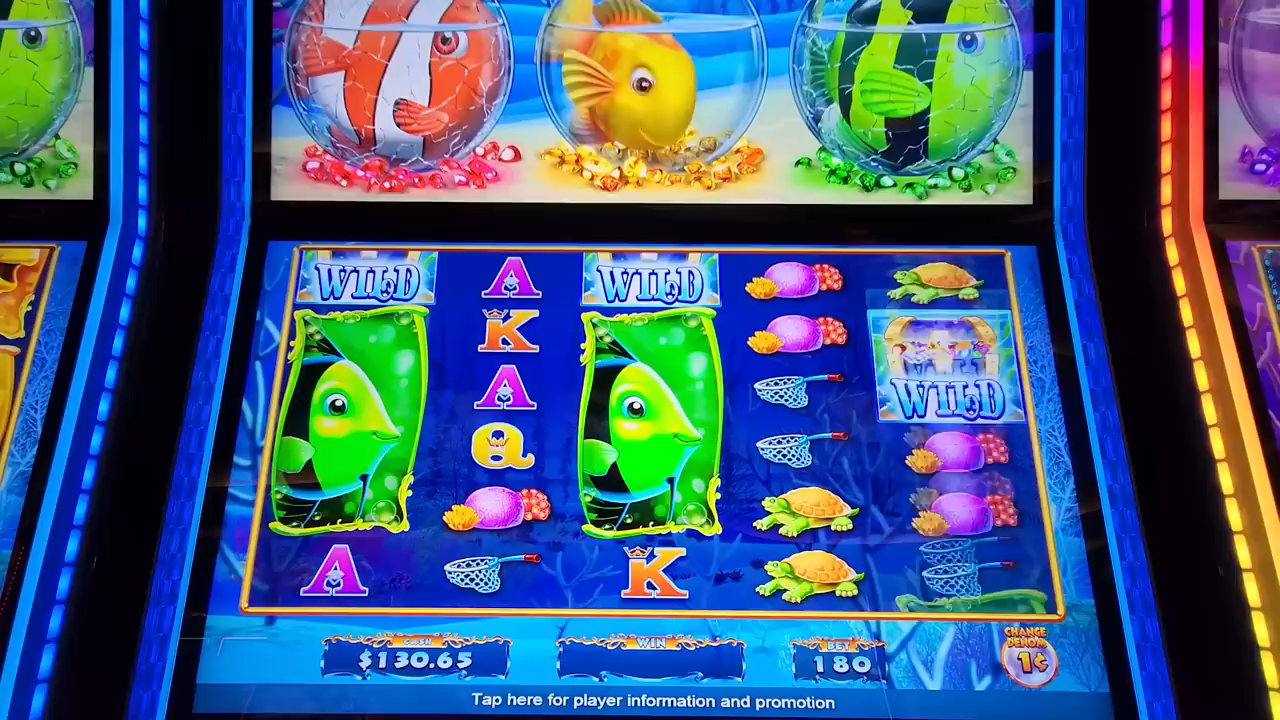 WILD
A
WILD
K
WILD
A
Q
A
K
CASH
$130.65
WIN
BET
180
CHANGE
DENOM
1¢
Tap here for player information and promotion